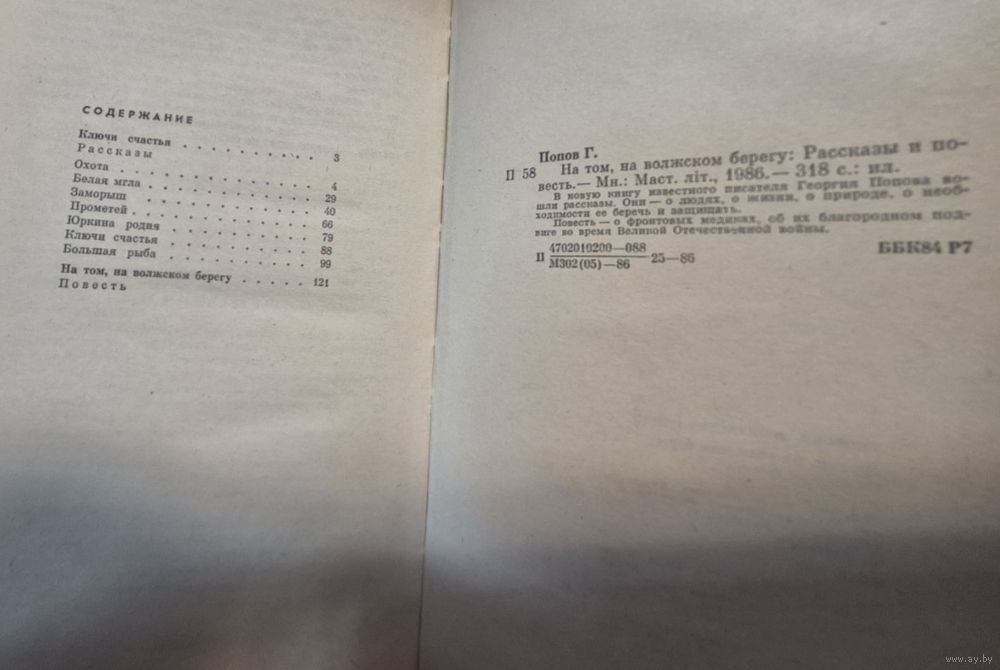 СОДЕРЖАНИЕ
Ключи счастья . . . . . . . . . . 3
Рассказы
Охота . . . . . . . . . . . . 4
Белая мгла . . . . . . . . . . . 29
Заморыш . . . . . . . . . . . 40
Прометей . . . . . . . . . . . 66
Юркина родня . . . . . . . . . . 79
Ключи счастья . . . . . . . . . . 88
Большая рыба . . . . . . . . . . 99
На том, на волжском берегу . . . . . 121
Повесть
Попов Г.
П 58 На том, на волжском берегу: Рассказы и по-
весть.— Мн.: Маст. літ., 1986.— 318 с.: ил.
В новую книгу известного писателя Георгия Попова во-
шли рассказы. Они — о людях, о жизни, о природе, о необ-
ходимости ее беречь и защищать.
Повесть — о фронтовых медиках, об их благородном под-
виге во время Великой Отечественной войны.
П 4702010200—088
М302(05)—86 25—86
ББК84 Р7
www.ay.by